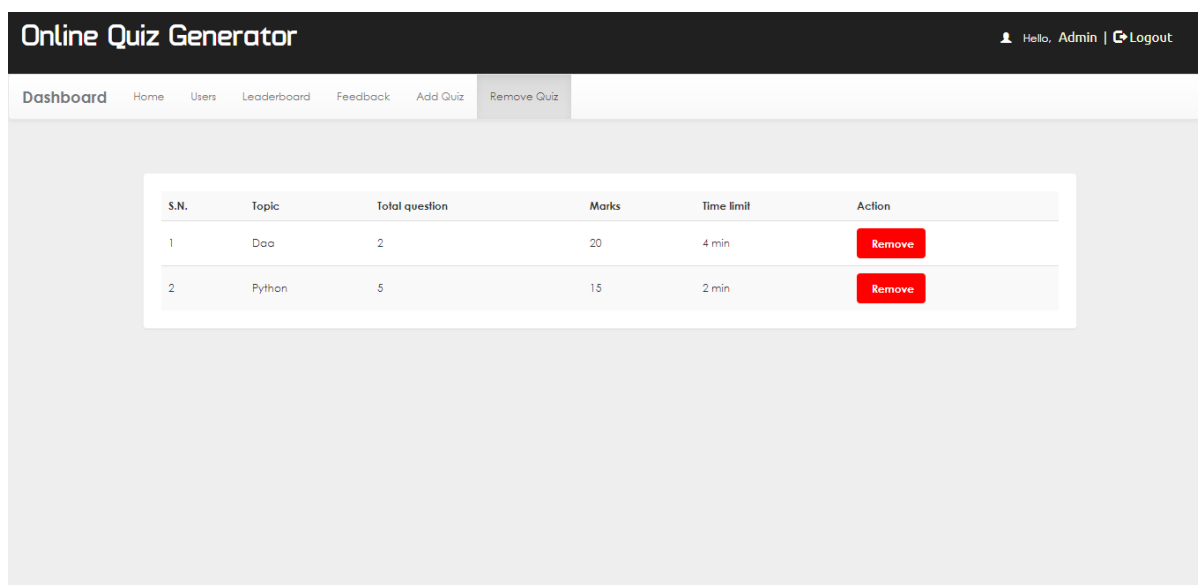 Online Quiz Generator
Hello, Admin | Logout
Dashboard Home Users Leaderboard Feedback Add Quiz Remove Quiz
S.N. Topic Total question Marks Time limit Action
1 Daa 2 20 4 min Remove
2 Python 5 15 2 min Remove